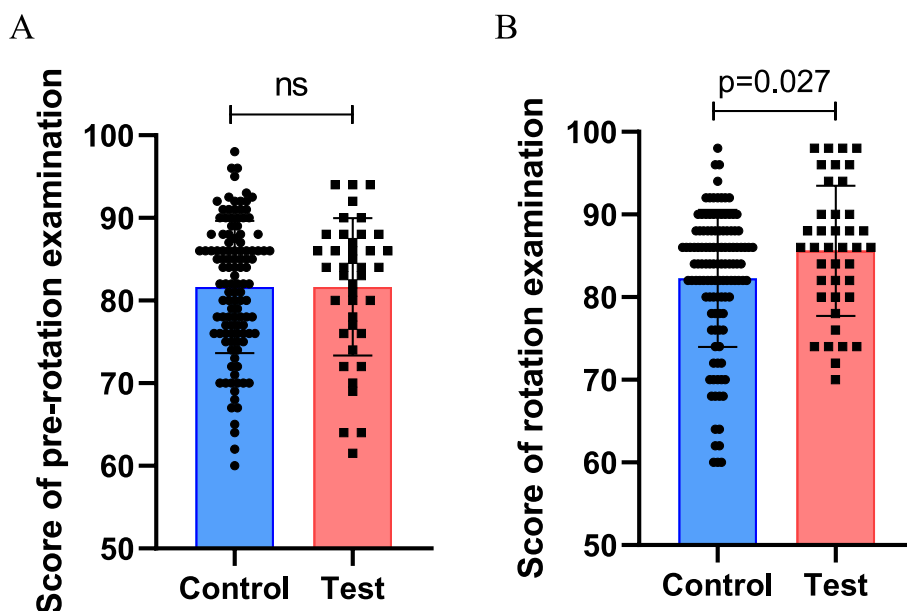 A
Score of pre-rotation examination
ns
100
90
80
70
60
50
Control
Test
B
Score of rotation examination
p=0.027
100
90
80
70
60
50
Control
Test